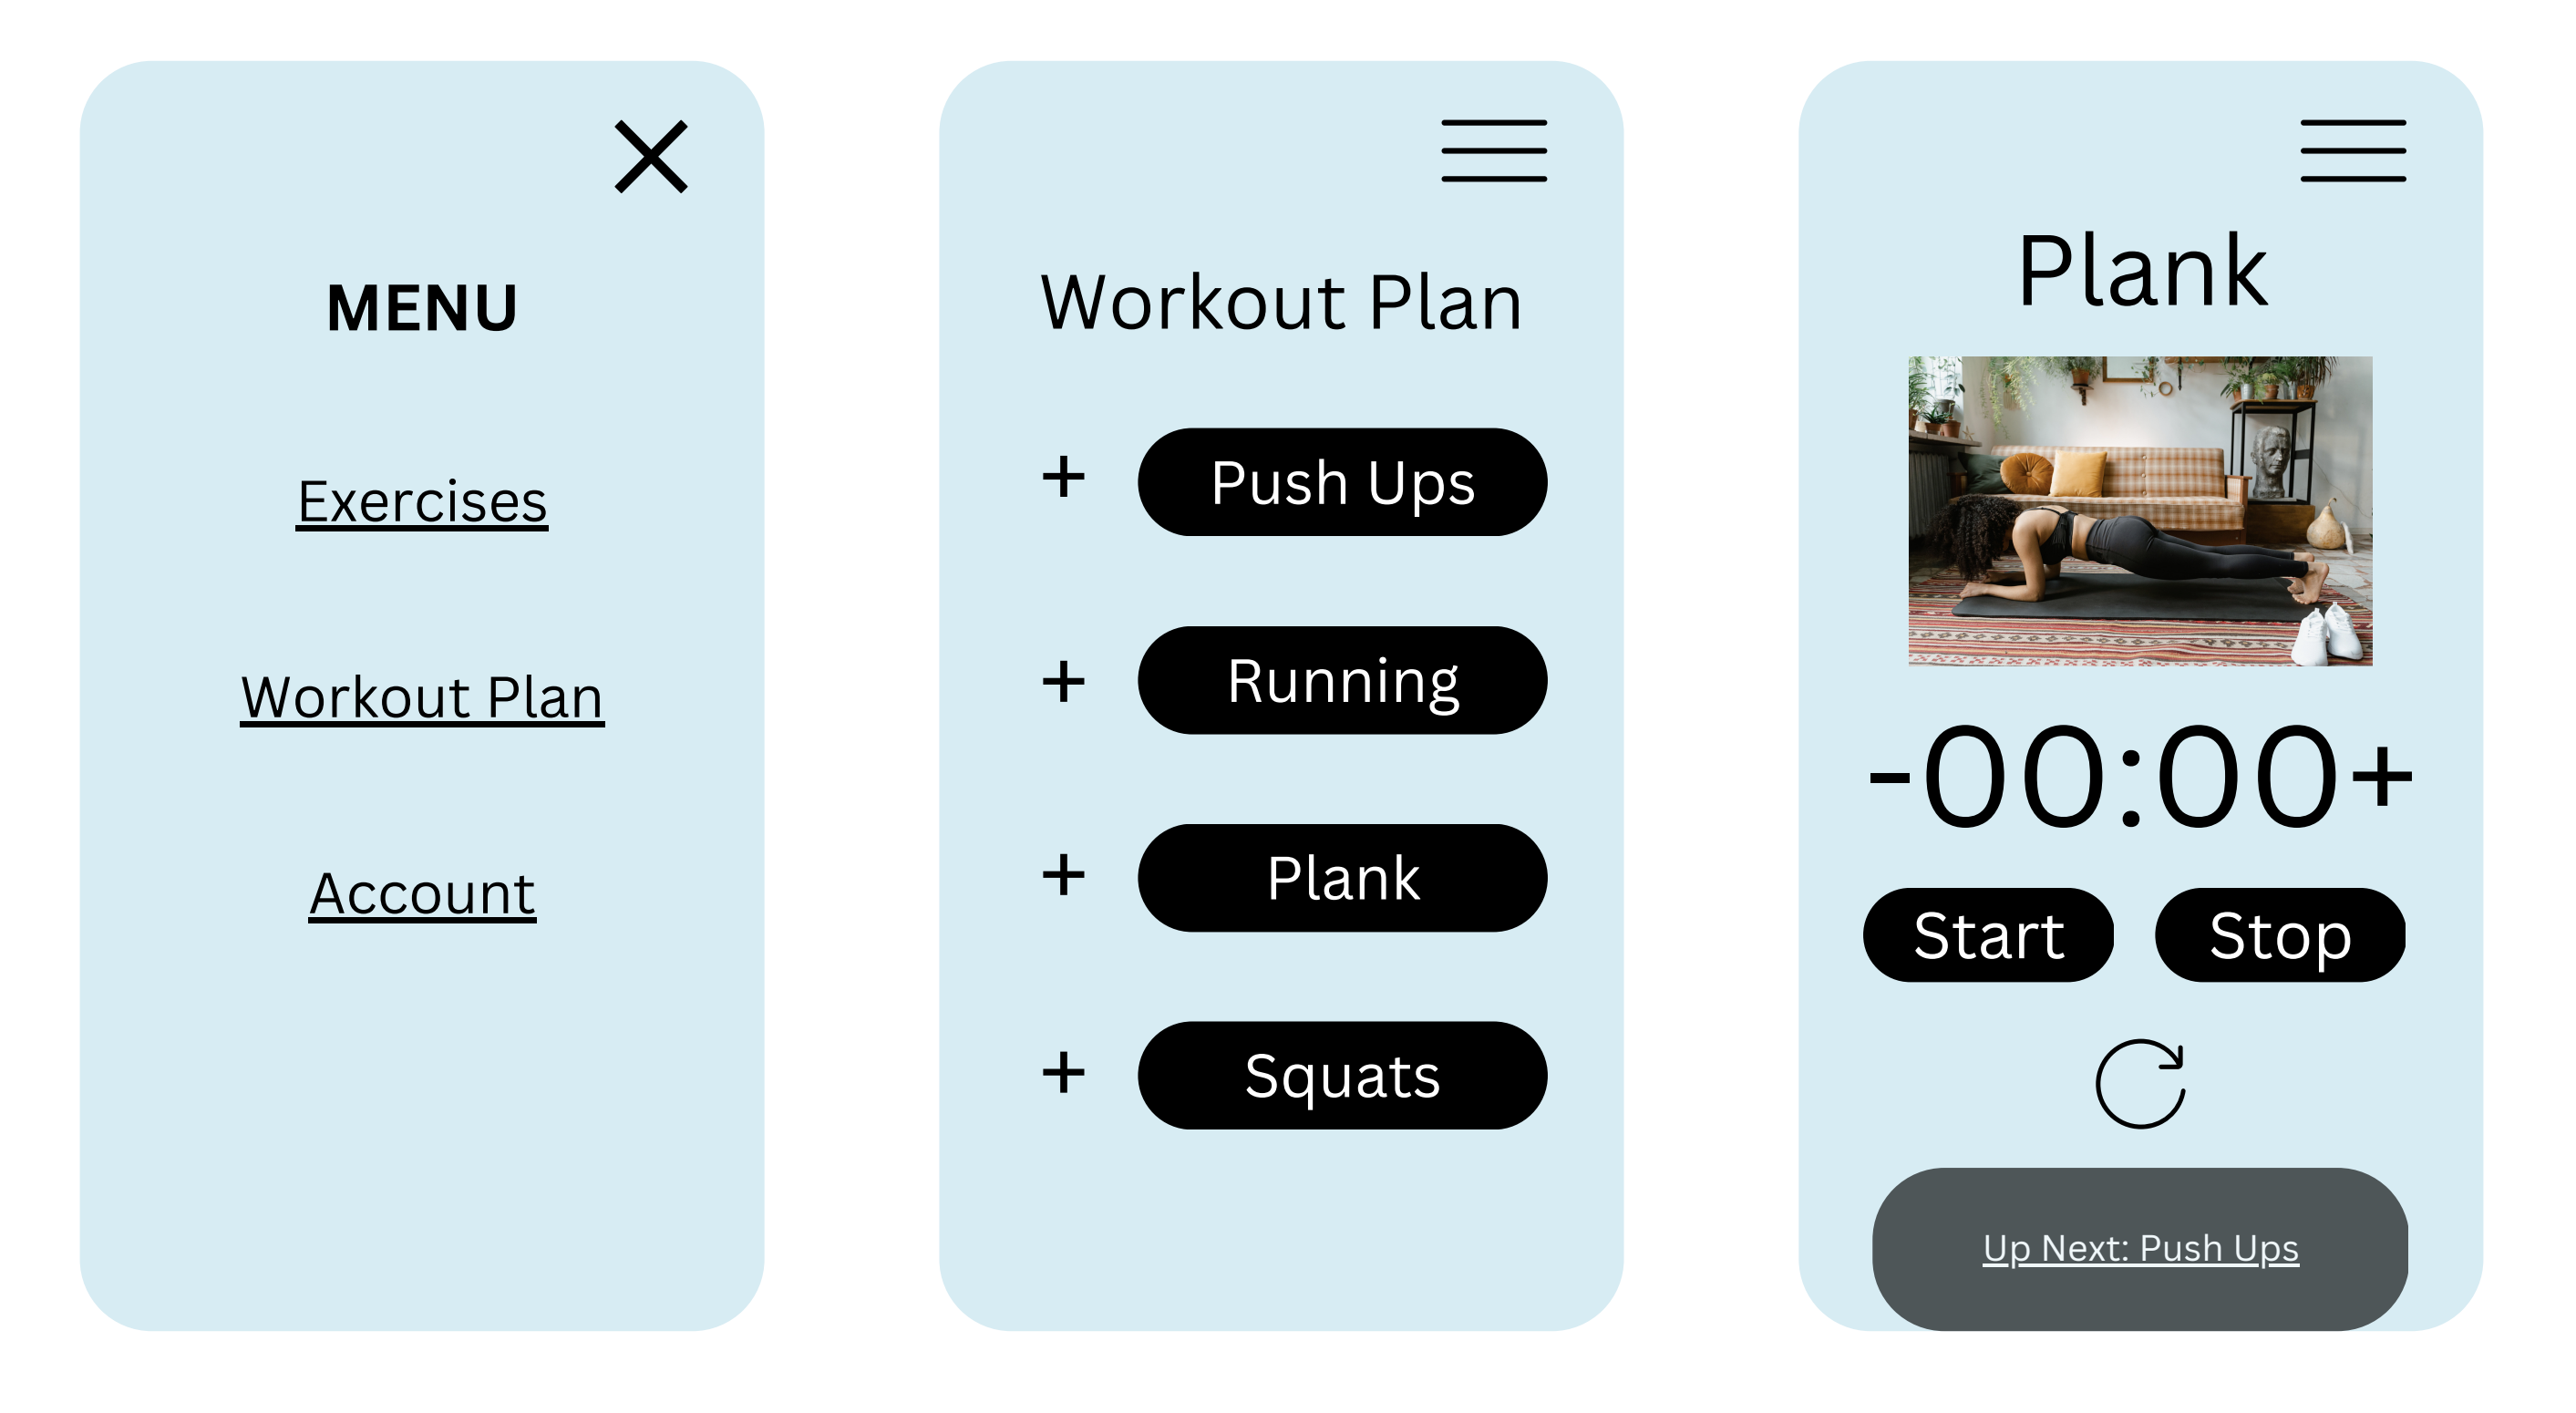 MENU
Exercises
Workout Plan
Account
Workout Plan
+ Push Ups
+ Running
+ Plank
+ Squats
Plank
-00:00+
Start Stop
Up Next: Push Ups